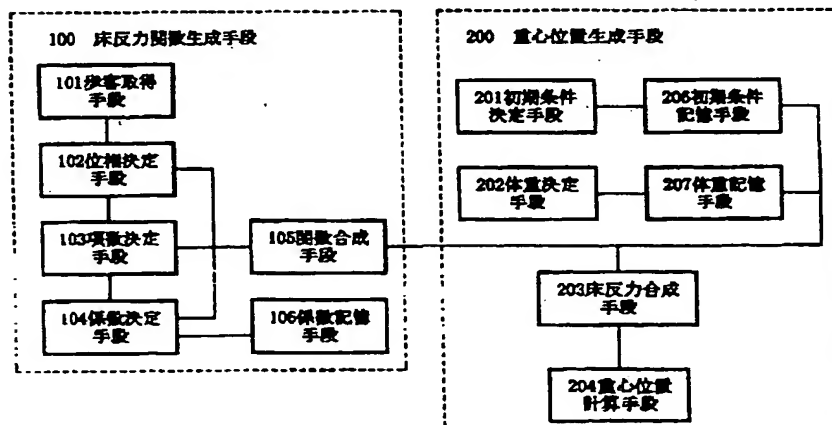 100 床反力関数生成手段
101歩容取得
手段
102位相決定
手段
103項数決定
手段
104係数決定
手段
105関数合成
手段
106係数記憶
手段
200 重心位置生成手段
201初期条件
決定手段
206初期条件
記憶手段
202体重決定
手段
207体重記憶
手段
203床反力合成
手段
204重心位置
計算手段